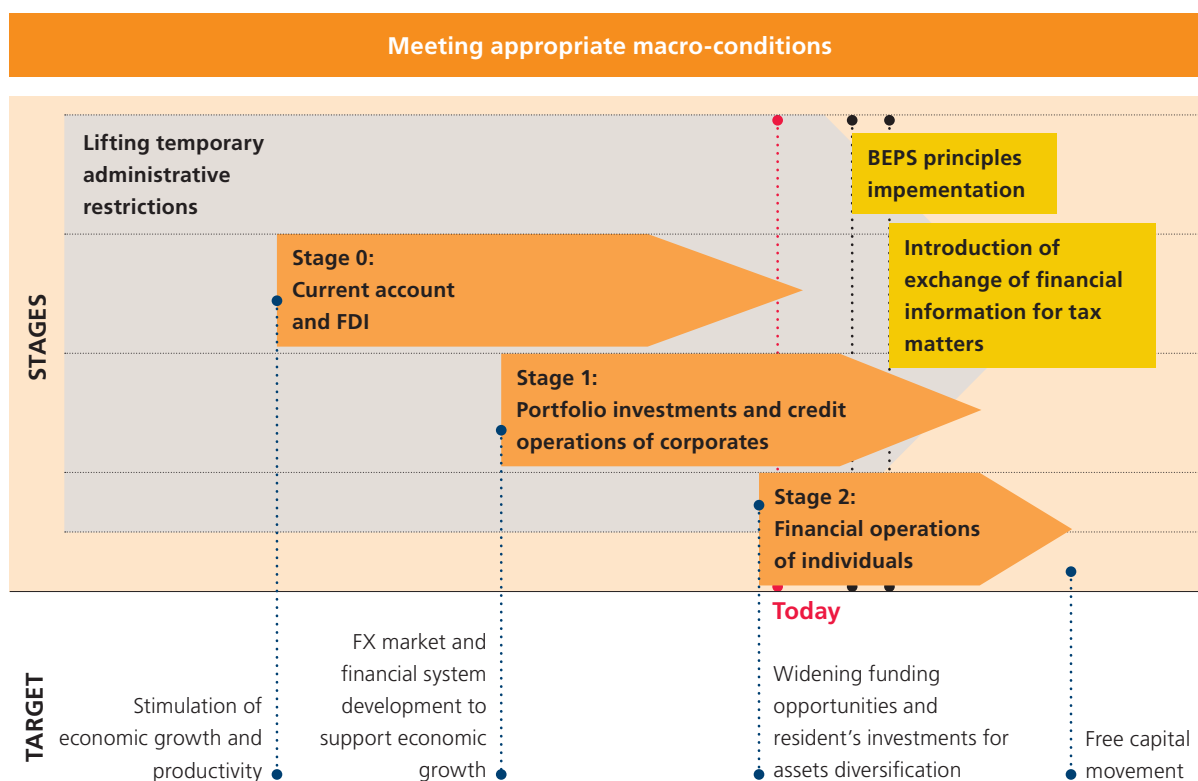 Meeting appropriate macro-conditions
STAGES
Lifting temporary
administrative
restrictions
BEPS principles
impementation
Stage 0:
Current account
and FDI
Introduction of
exchange of financial
information for tax
matters
Stage 1:
Portfolio investments and credit
operations of corporates
Stage 2:
Financial operations
of individuals
Today
TARGET
Stimulation of
economic growth and
productivity
FX market and
financial system
development to
support economic
growth
Widening funding
opportunities and
resident’s investments for
assets diversification
Free capital
movement